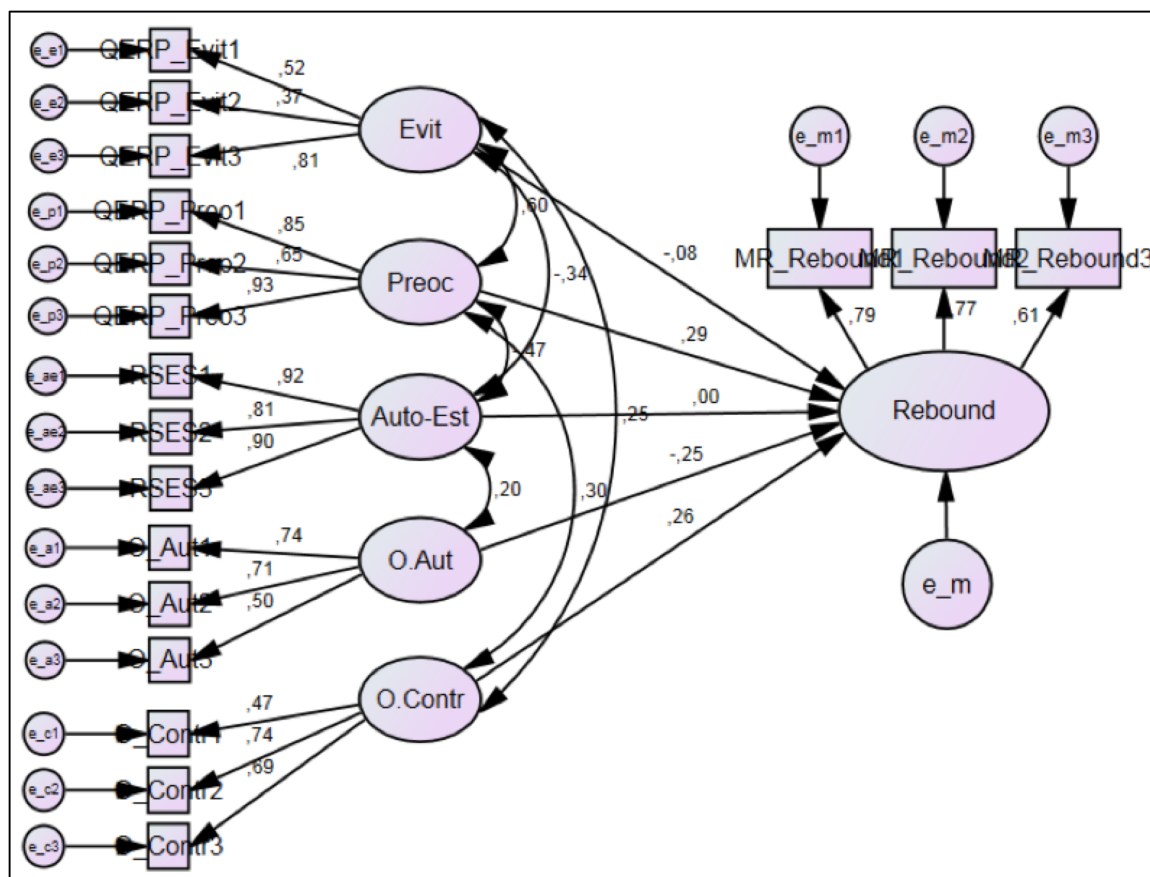 e_e1
QERP_Evit1
e_e2
QERP_Evit2
e_e3
QERP_Evit3
e_p1
QERP_Preo1
e_p2
QERP_Preo2
e_p3
QERP_Preo3
e_ae1
RSES1
e_ae2
RSES2
e_ae3
RSES3
e_a1
O_Aut1
e_a2
O_Aut2
e_a3
O_Aut3
e_c1
O_Contr1
e_c2
O_Contr2
e_c3
O_Contr3
,52
,37
,81
,85
,65
,93
,92
,81
,90
,74
,71
,50
,47
,74
,69
Evit
Preoc
Auto-Est
O.Aut
O.Contr
,60
-,34
-,47
,20
,30
,25
-,08
,29
,00
-,25
,26
e_m1
e_m2
e_m3
MR_Rebound1
MR_Rebound2
MR_Rebound3
,79
,77
,61
Rebound
e_m